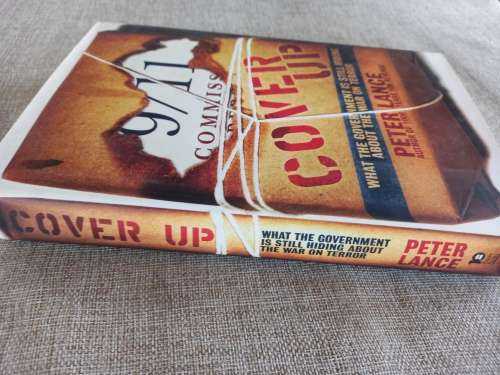 9/11
COMMISS
COVER
UP
WHAT THE GOVERNMENT IS STILL HIDING
ABOUT THE WAR ON TERROR
PETER LANCE
COVER UP
WHAT THE GOVERNMENT
IS STILL HIDING ABOUT
THE WAR ON TERROR
PETER
LANCE